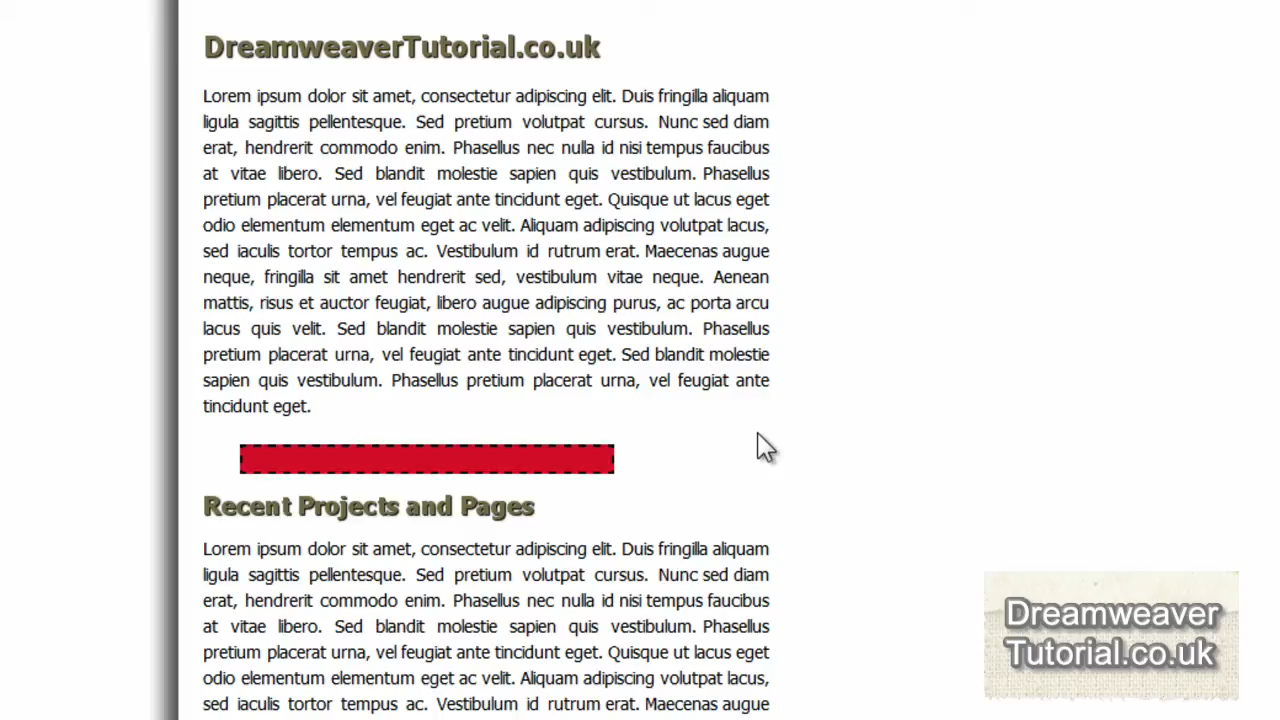 DreamweaverTutorial.co.uk
Lorem ipsum dolor sit amet, consectetur adipiscing elit. Duis fringilla aliquam
ligula sagittis pellentesque. Sed pretium volutpat cursus. Nunc sed diam
erat, hendrerit commodo enim. Phasellus nec nulla id nisi tempus faucibus
at vitae libero. Sed blandit molestie sapien quis vestibulum. Phasellus
pretium placerat urna, vel feugiat ante tincidunt eget. Quisque ut lacus eget
odio elementum elementum eget ac velit. Aliquam adipiscing volutpat lacus,
sed iaculis tortor tempus ac. Vestibulum id rutrum erat. Maecenas augue
neque, fringilla sit amet hendrerit sed, vestibulum vitae neque. Aenean
mattis, risus et auctor feugiat, libero augue adipiscing purus, ac porta arcu
lacus quis velit. Sed blandit molestie sapien quis vestibulum. Phasellus
pretium placerat urna, vel feugiat ante tincidunt eget. Sed blandit molestie
sapien quis vestibulum. Phasellus pretium placerat urna, vel feugiat ante
tincidunt eget.
Recent Projects and Pages
Lorem ipsum dolor sit amet, consectetur adipiscing elit. Duis fringilla aliquam
ligula sagittis pellentesque. Sed pretium volutpat cursus. Nunc sed diam
erat, hendrerit commodo enim. Phasellus nec nulla id nisi tempus faucibus
at vitae libero. Sed blandit molestie sapien quis vestibulum. Phasellus
pretium placerat urna, vel feugiat ante tincidunt eget. Quisque ut lacus eget
odio elementum elementum eget ac velit. Aliquam adipiscing volutpat lacus,
sed iaculis tortor tempus ac. Vestibulum id rutrum erat. Maecenas augue
Dreamweaver
Tutorial.co.uk